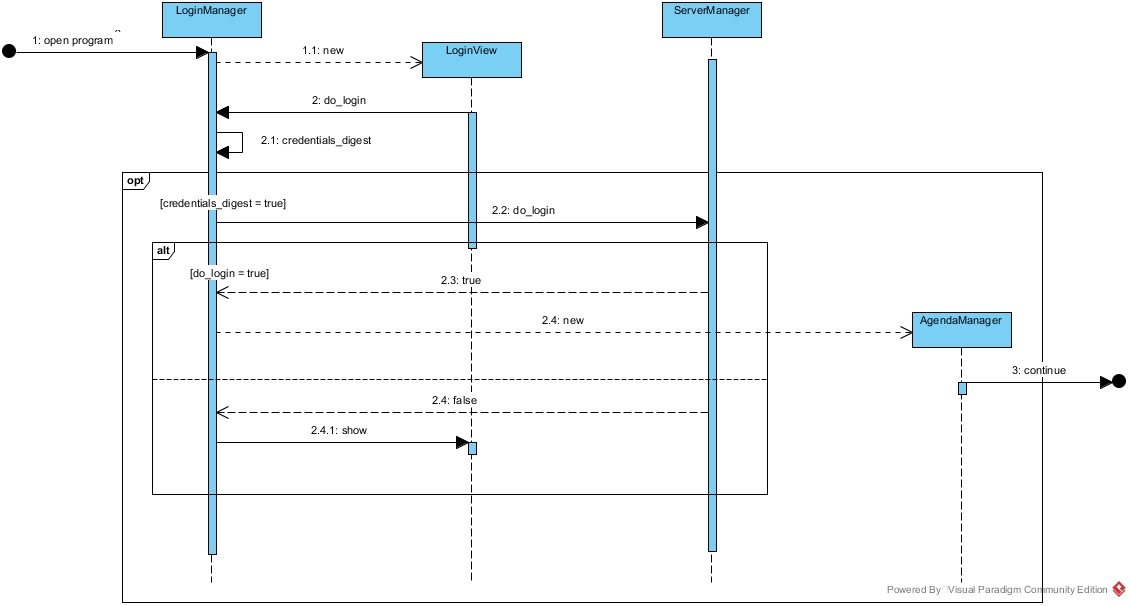 LoginManager
ServerManager
1: open program
1.1: new
LoginView
2: do_login
2.1: credentials_digest
opt
[credentials_digest = true]
2.2: do_login
alt
[do_login = true]
2.3: true
2.4: new
AgendaManager
3: continue
2.4: false
2.4.1: show
Powered By Visual Paradigm Community Edition